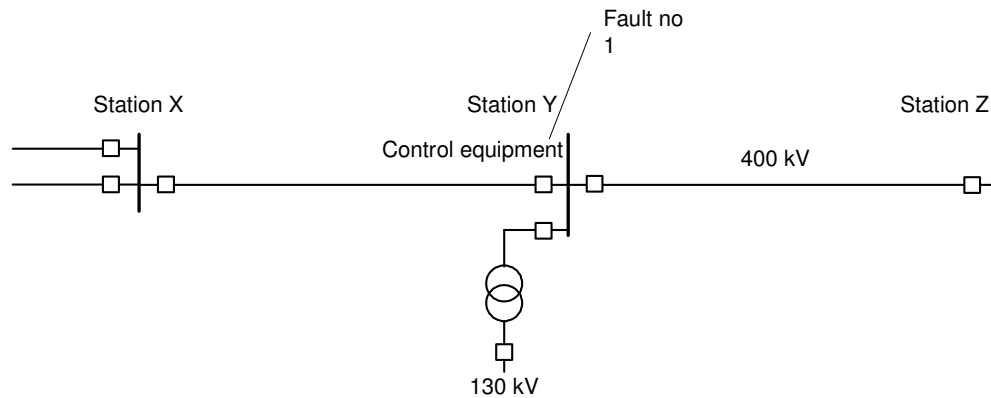 Fault no
1
Station X
Station Y
Station Z
Control equipment
400 kV
130 kV